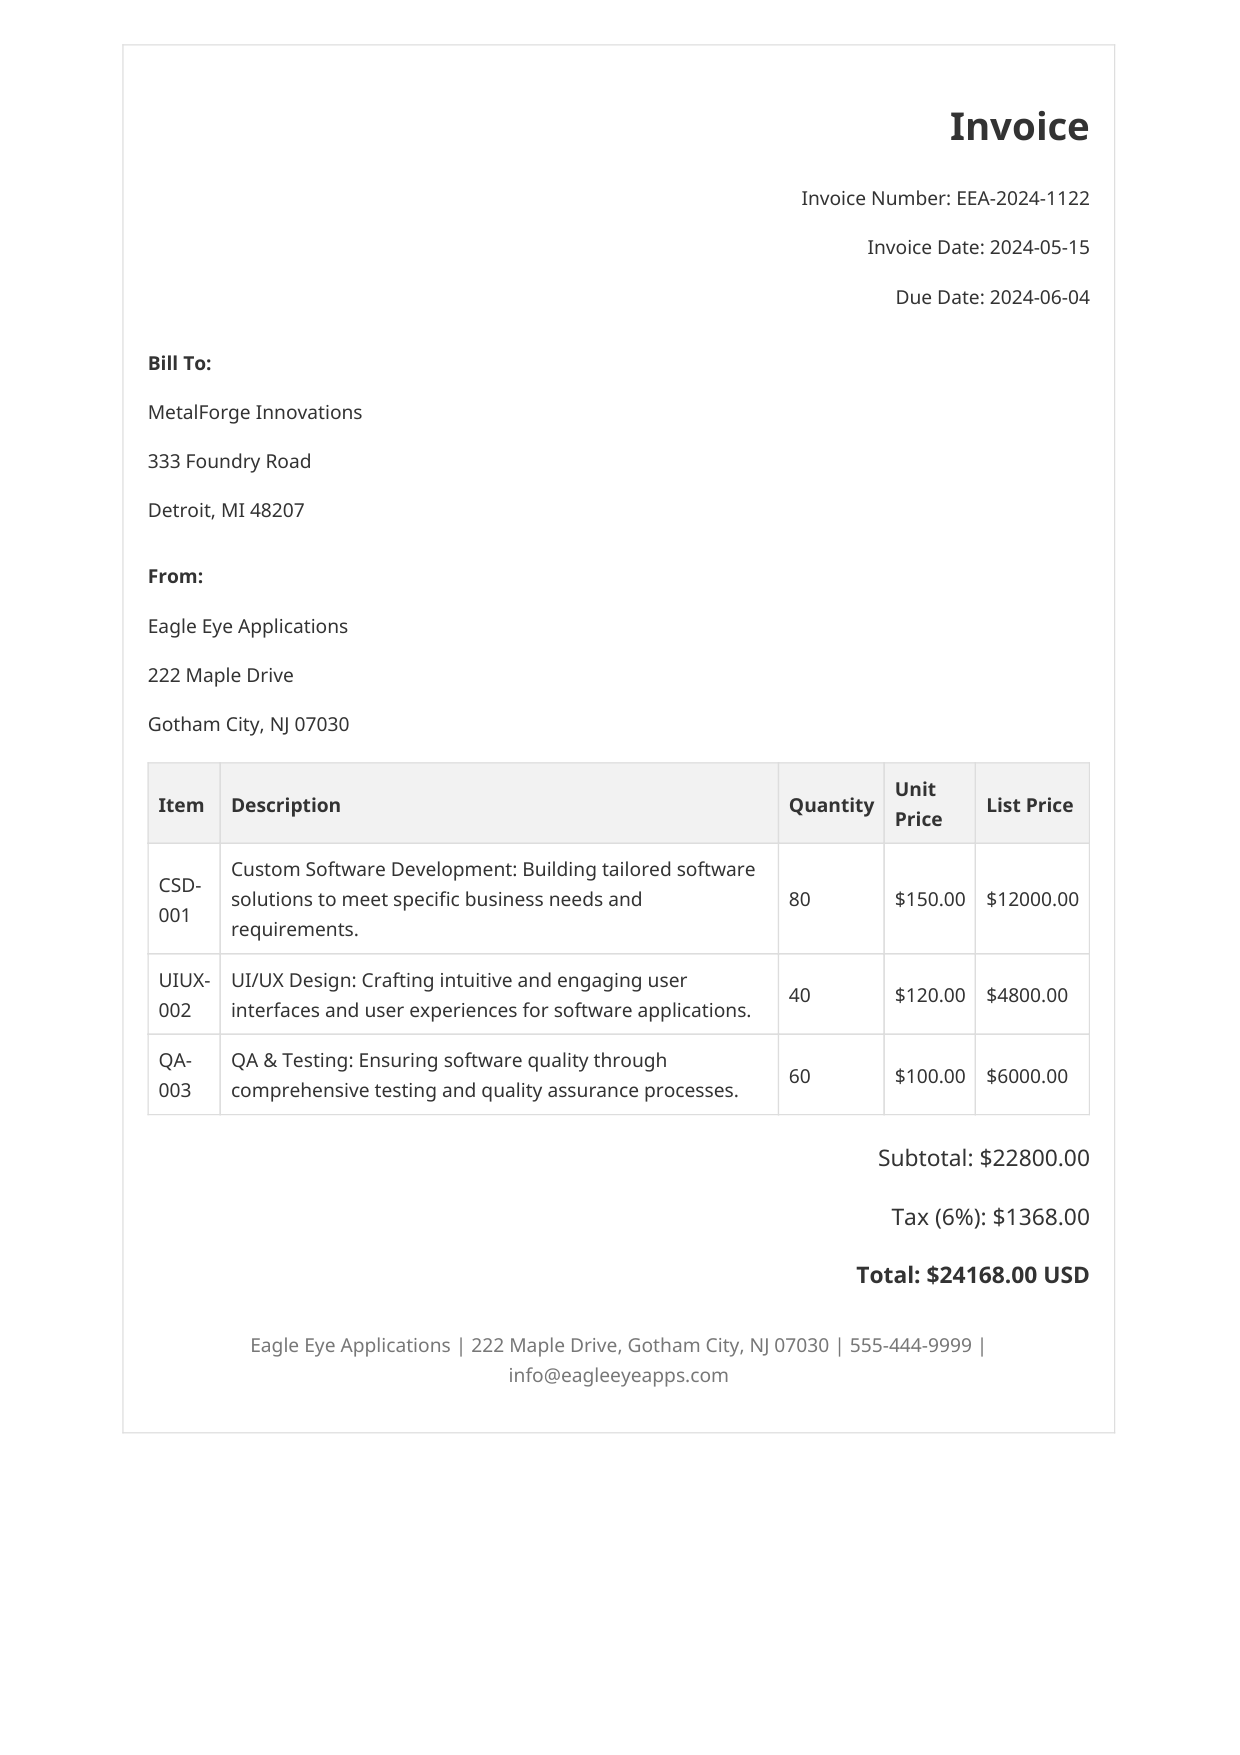 Invoice
Invoice Number: EEA-2024-1122
Invoice Date: 2024-05-15
Due Date: 2024-06-04
Bill To:
MetalForge Innovations
333 Foundry Road
Detroit, MI 48207
From:
Eagle Eye Applications
222 Maple Drive
Gotham City, NJ 07030
Item Description Quantity Unit Price List Price
CSD-001 Custom Software Development: Building tailored software
solutions to meet specific business needs and
requirements. 80 $150.00 $12000.00
UIUX-002 UI/UX Design: Crafting intuitive and engaging user
interfaces and user experiences for software applications. 40 $120.00 $4800.00
QA-003 QA & Testing: Ensuring software quality through
comprehensive testing and quality assurance processes. 60 $100.00 $6000.00
Subtotal: $22800.00
Tax (6%): $1368.00
Total: $24168.00 USD
Eagle Eye Applications | 222 Maple Drive, Gotham City, NJ 07030 | 555-444-9999 |
info@eagleeyeapps.com